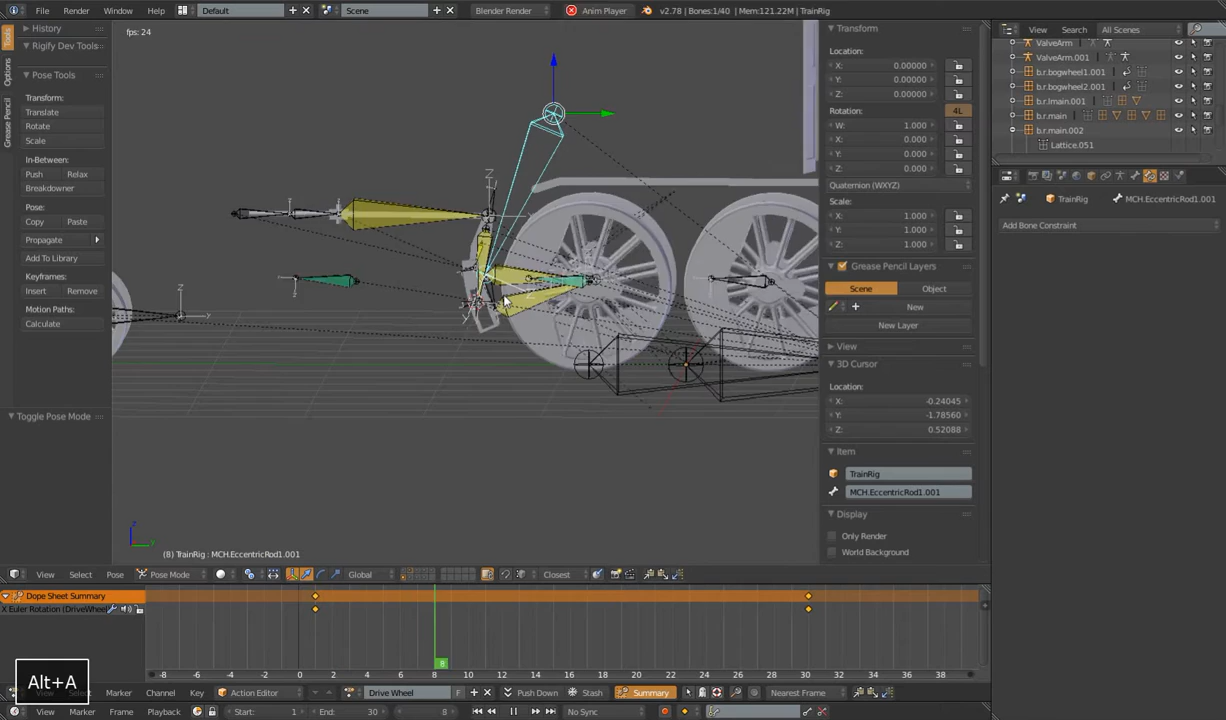 File Render Window Help Default Scene Blender Render Anim Player v2.78 | Bones:1/40 | Mem:121.22M | TrainRig View Search All Scenes
fps: 24
Tools
Options
Grease Pencil
History
Rigify Dev Tools
Pose Tools
Transform:
Translate
Rotate
Scale
In-Between:
Push Relax
Breakdowner
Pose:
Copy Paste
Propagate
Add To Library
Keyframes:
Insert Remove
Motion Paths:
Calculate
Toggle Pose Mode
Z
Z
Z
y
z
y
(8) TrainRig : MCH.EccentricRod1.001
View Select Pose Pose Mode Global Closest
Transform
Location:
X: 0.00000
Y: 0.00000
Z: 0.00000
Rotation: 4L
W: 1.000
X: 0.000
Y: 0.000
Z: 0.000
Quaternion (WXYZ)
Scale:
X: 1.000
Y: 1.000
Z: 1.000
Grease Pencil Layers
Scene Object
New
New Layer
View
3D Cursor
Location:
X: -0.24045
Y: -1.78560
Z: 0.52088
Item
TrainRig
MCH.EccentricRod1.001
Display
Only Render
World Background
ValveArm
ValveArm.001
b.r.bogwheel1.001
b.r.bogwheel2.001
b.r.lmain.001
b.r.main
b.r.main.002
Lattice.051
TrainRig MCH.EccentricRod1.001
Add Bone Constraint
Dope Sheet Summary
X Euler Rotation (DriveWheel
-8 -6 -4 -2 0 2 4 6 8 10 12 14 16 18 20 22 24 26 28 30 32 34 36 38
Alt+A
View Select Marker Channel Key Action Editor Drive Wheel F Push Down Stash Summary Nearest Frame
View Marker Frame Playback Start: 1 End: 30 8 No Sync